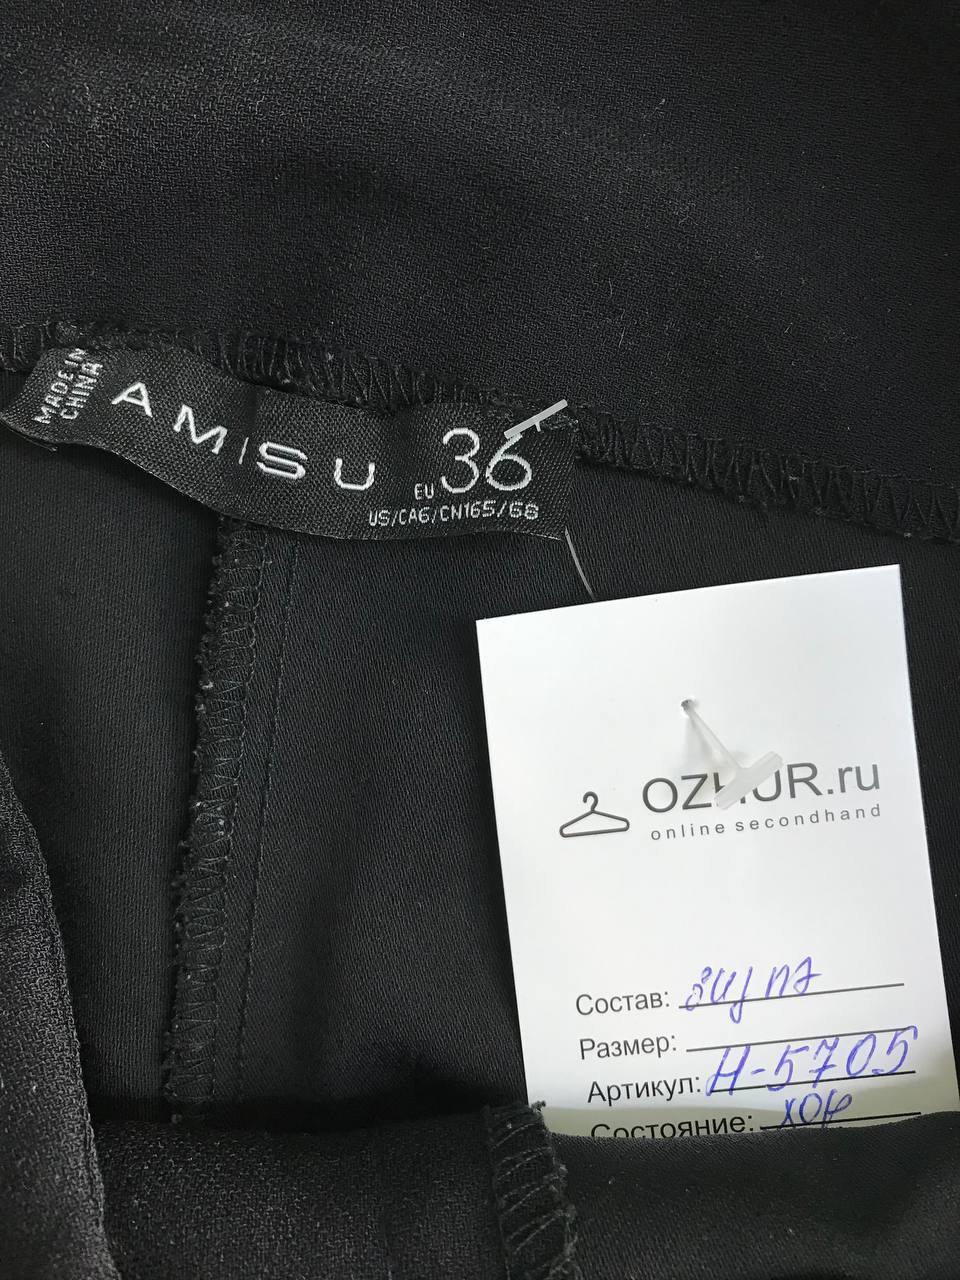 MADE IN
CHINA
AMISU
EU 36
US/CA6/CN165/68
OZHUR.ru
online secondhand
Состав:
Размер:
Артикул: Н-5705
Состояние: хор